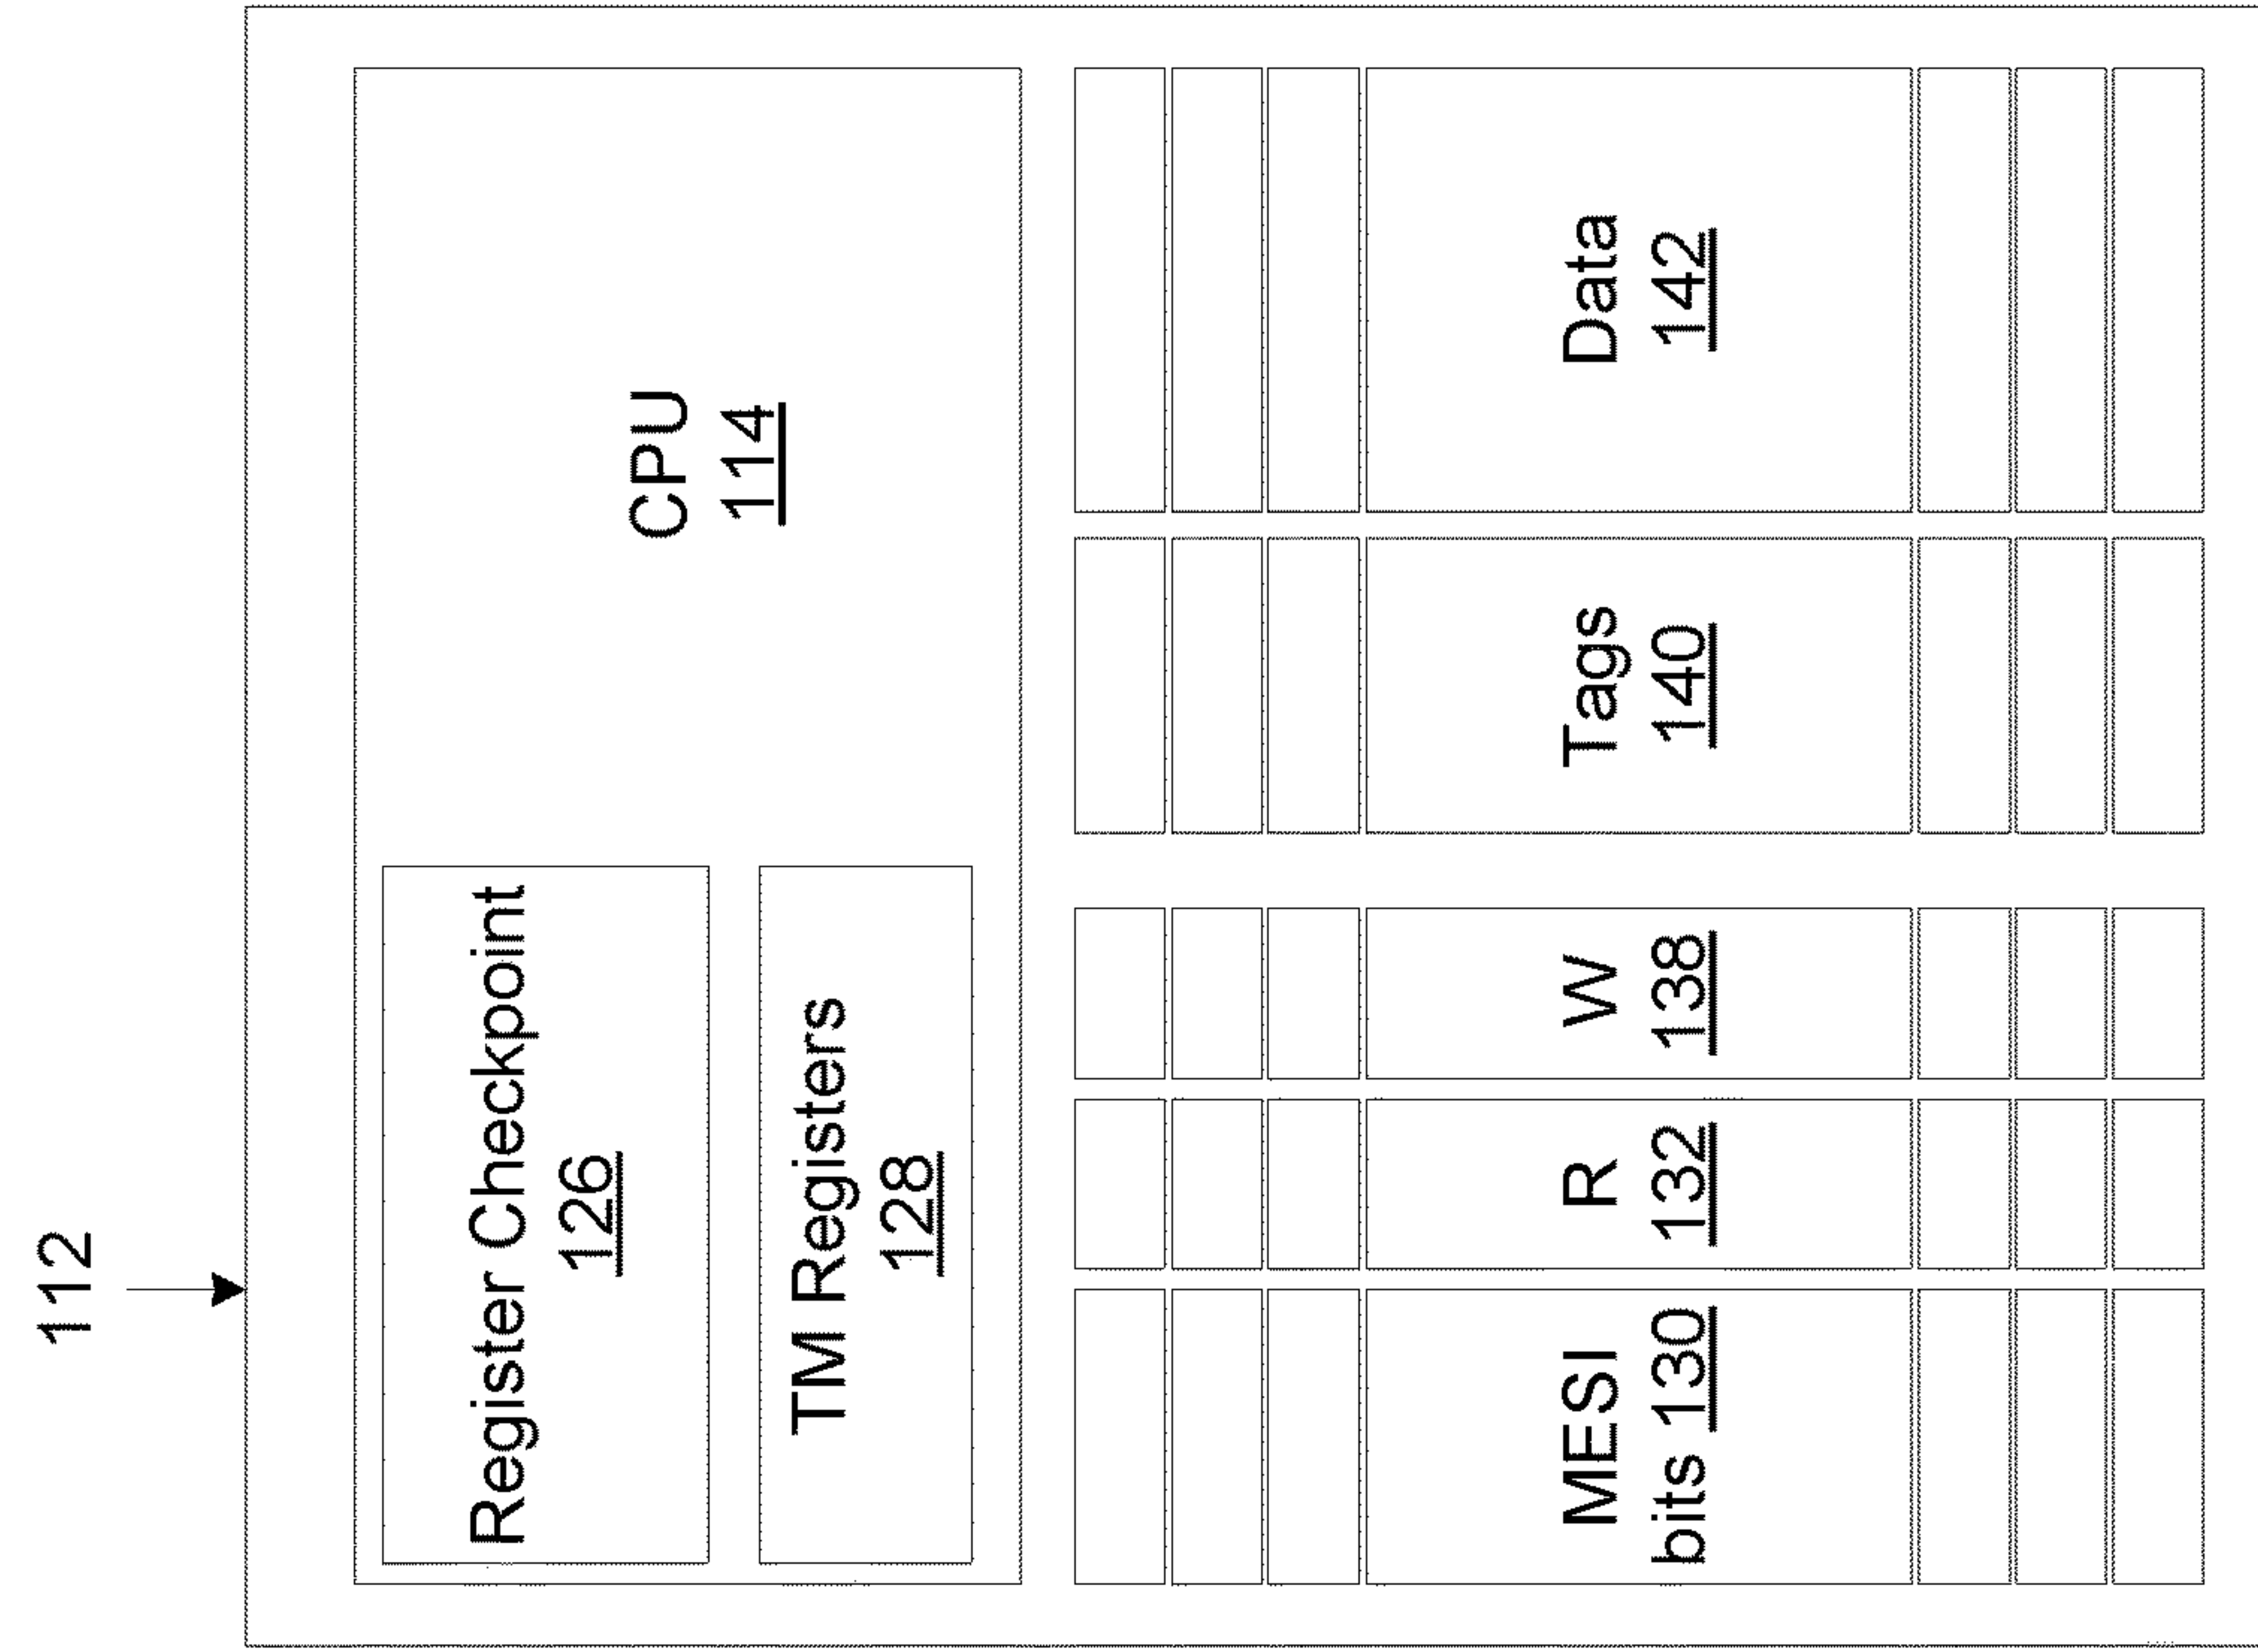 112
Register Checkpoint
126
TM Registers
128
CPU
114
MESI
bits 130
R
132
W
138
Tags
140
Data
142